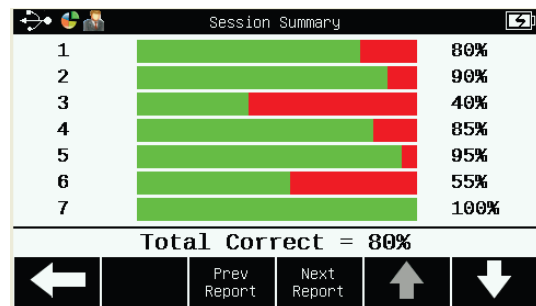 Session Summary
1 80%
2 90%
3 40%
4 85%
5 95%
6 55%
7 100%
Total Correct = 80%
Prev Report
Next Report